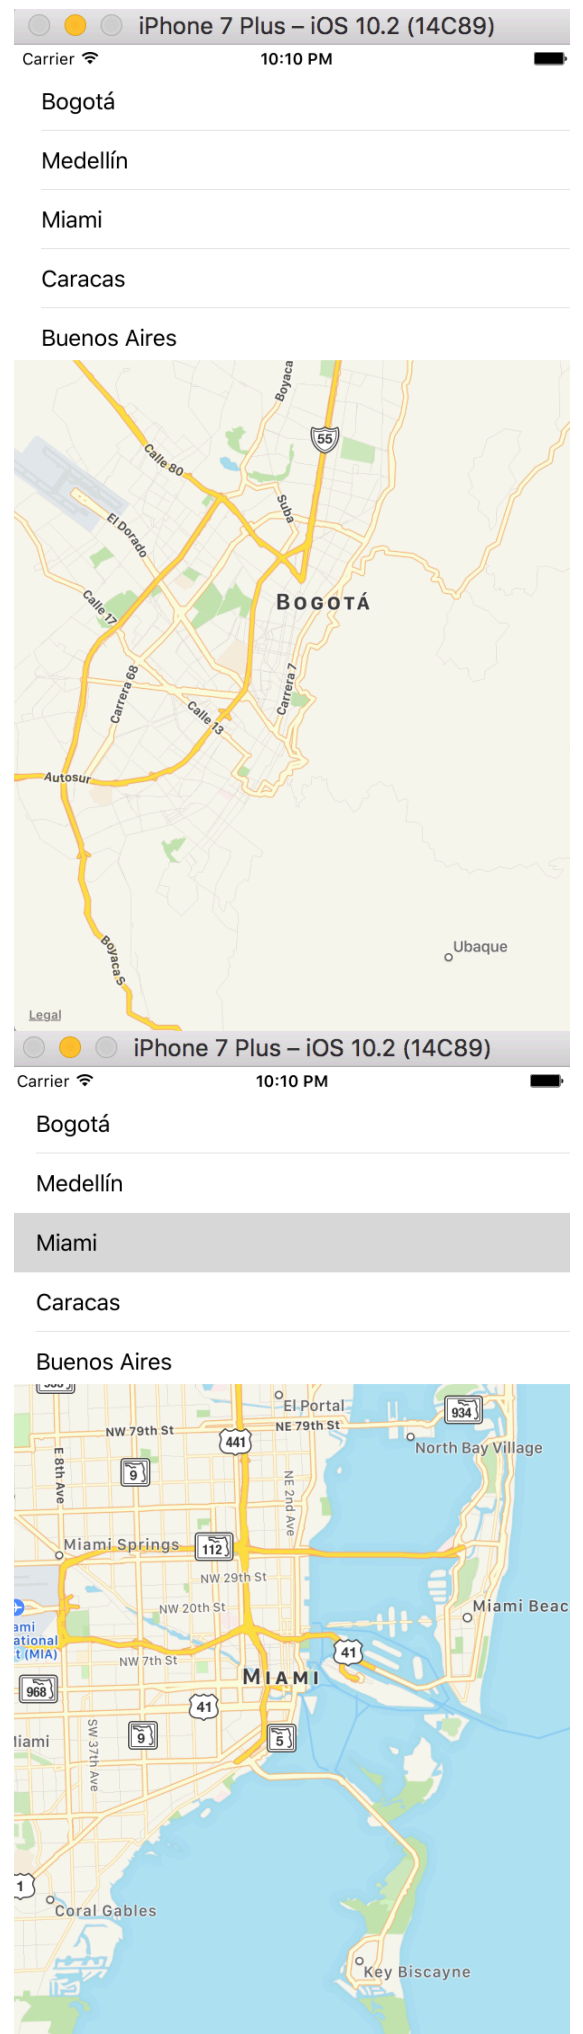 iPhone 7 Plus – iOS 10.2 (14C89)
Carrier 10:10 PM
Bogotá
Medellín
Miami
Caracas
Buenos Aires
Boyaca
55
Calle 80
Suba
El Dorado
BOGOTÁ
Calle 17
Carrera 68
Carrera 7
Calle 13
Autosur
Boyaca S
Ubaque
Legal
iPhone 7 Plus – iOS 10.2 (14C89)
Carrier 10:10 PM
Bogotá
Medellín
Miami
Caracas
Buenos Aires
El Portal
934
NW 79th St
NE 79th St
441
North Bay Village
E 8th Ave
9
NE 2nd Ave
Miami Springs
112
NW 29th St
NW 20th St
Miami Beac
ami
ational
t (MIA)
NW 7th St
41
MIAMI
968
41
liami
SW 37th Ave
9
5
1
Coral Gables
Key Biscayne